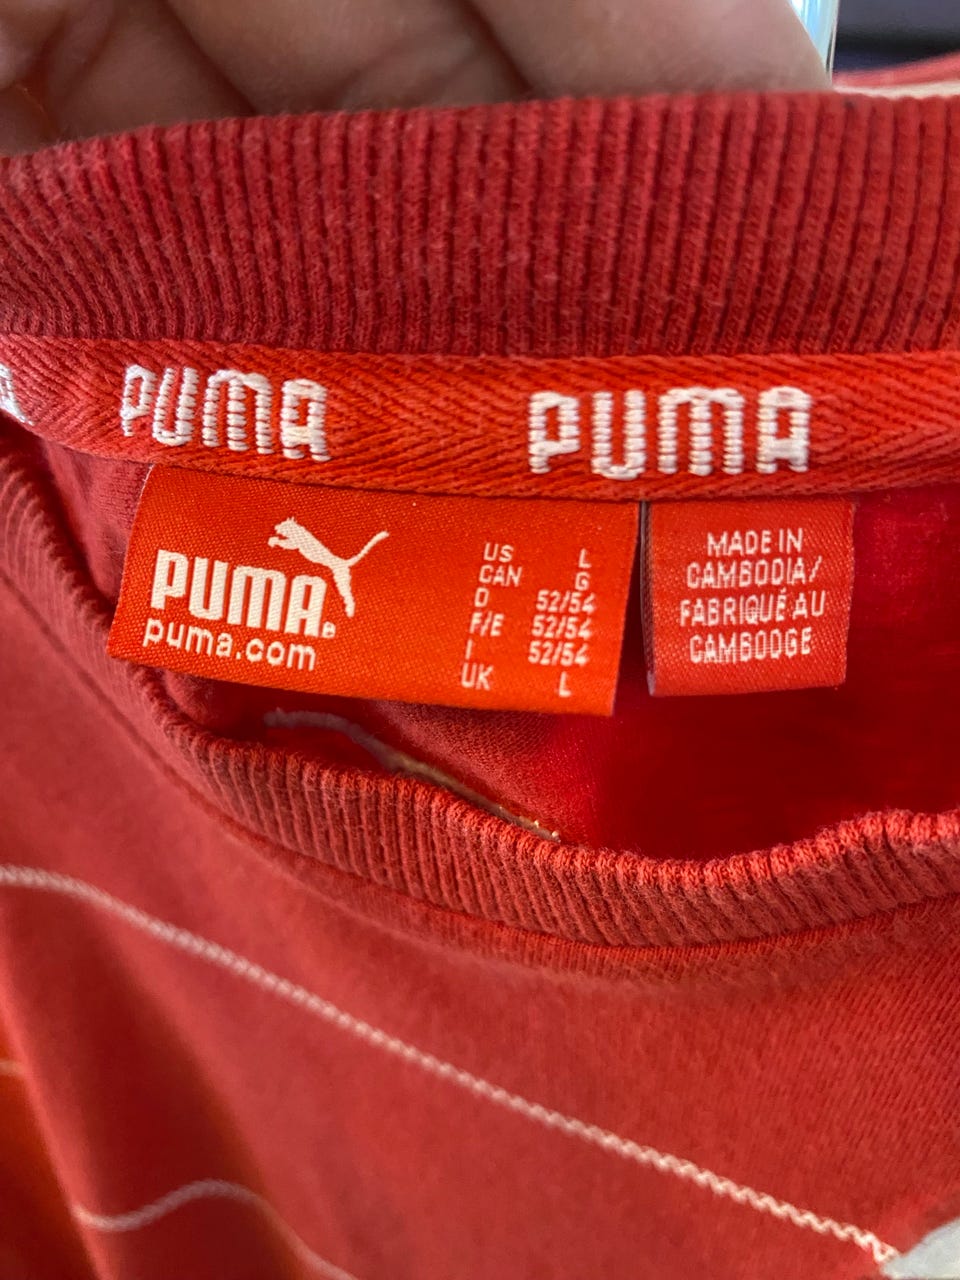 PUMA PUMA
PUMA
puma.com
US L
CAN G
D 52/54
F/E 52/54
I 52/54
UK L
MADE IN
CAMBODIA/
FABRIQUÉ AU
CAMBODGE